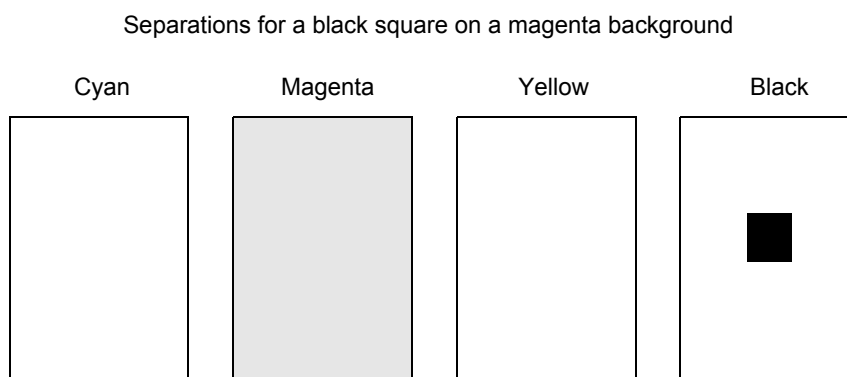 Separations for a black square on a magenta background
Cyan Magenta Yellow Black